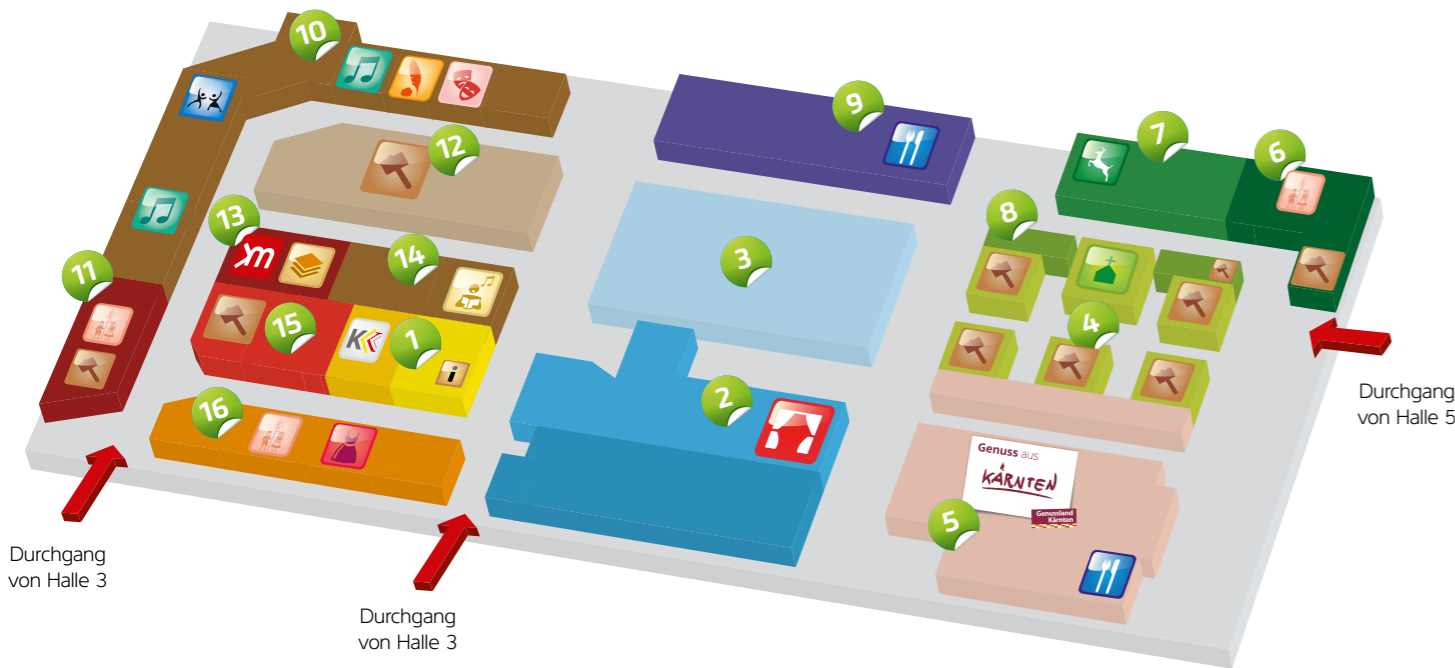 10
9
7
6
12
13
14
8
3
11
15
1
4
K
i
Durchgang
von Halle 5
2
16
Genuss aus
KÄRNTEN
Genussland
Kärnten
5
Durchgang
von Halle 3
Durchgang
von Halle 3